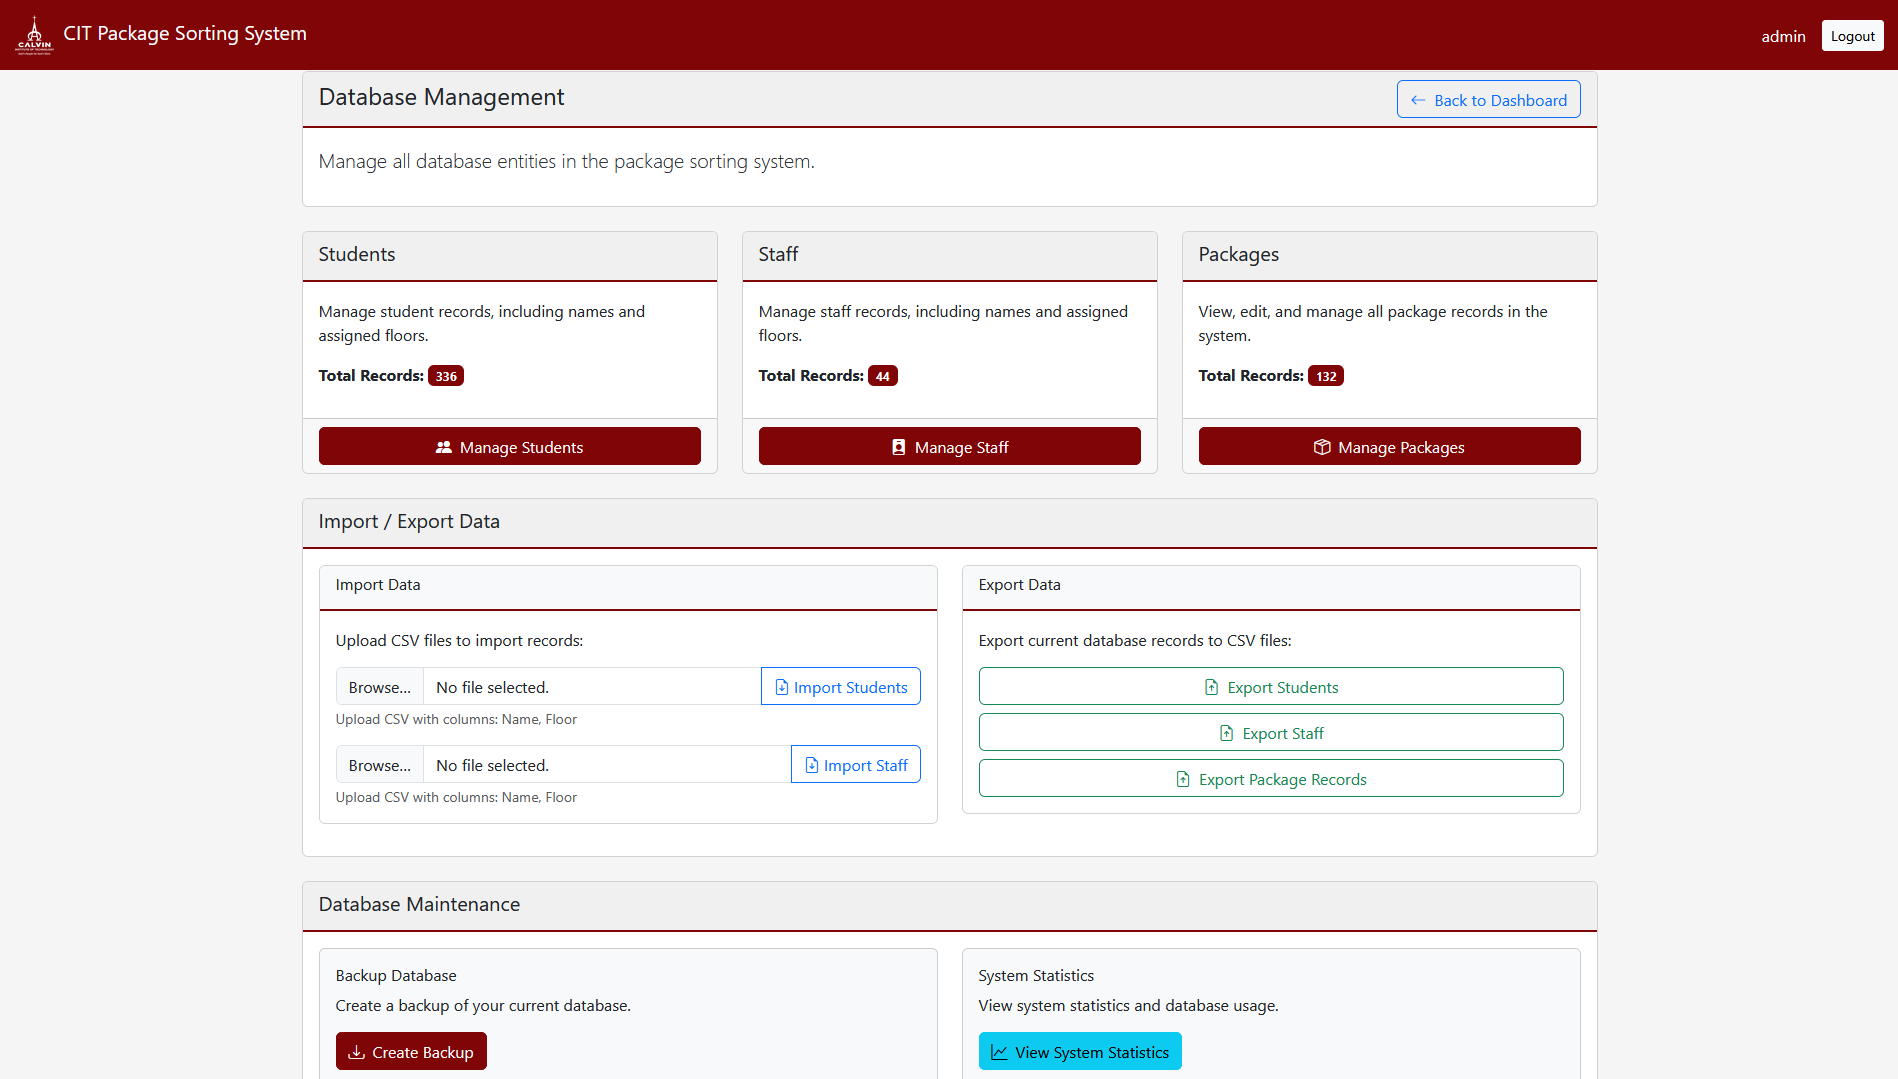 CALVIN
CIT Package Sorting System
admin
Logout
Database Management
Back to Dashboard
Manage all database entities in the package sorting system.
Students
Manage student records, including names and
assigned floors.
Total Records: 336
Manage Students
Staff
Manage staff records, including names and assigned
floors.
Total Records: 44
Manage Staff
Packages
View, edit, and manage all package records in the
system.
Total Records: 132
Manage Packages
Import / Export Data
Import Data
Upload CSV files to import records:
Browse... No file selected. Import Students
Upload CSV with columns: Name, Floor
Browse... No file selected. Import Staff
Upload CSV with columns: Name, Floor
Export Data
Export current database records to CSV files:
Export Students
Export Staff
Export Package Records
Database Maintenance
Backup Database
Create a backup of your current database.
Create Backup
System Statistics
View system statistics and database usage.
View System Statistics